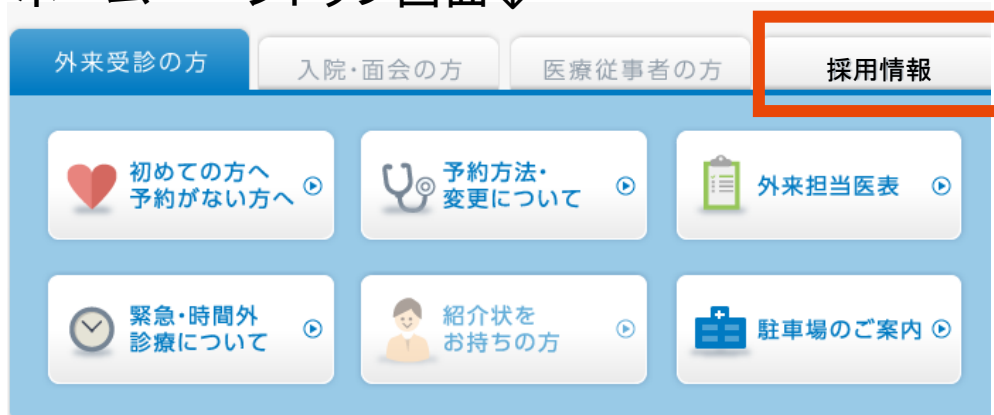 外来受診の方
入院・面会の方
医療従事者の方
採用情報
初めての方へ
予約がない方へ
予約方法・
変更について
外来担当医表
緊急・時間外
診療について
紹介状を
お持ちの方
駐車場のご案内